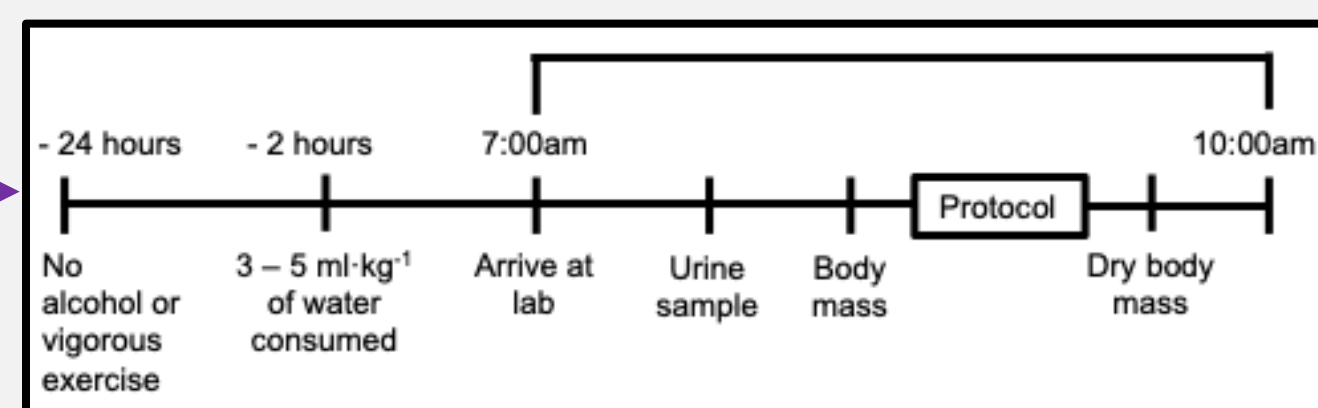 - 24 hours
- 2 hours
7:00am
10:00am
Protocol
No
alcohol or
vigorous
exercise
3 – 5 ml·kg⁻¹
of water
consumed
Arrive at
lab
Urine
sample
Body
mass
Dry body
mass